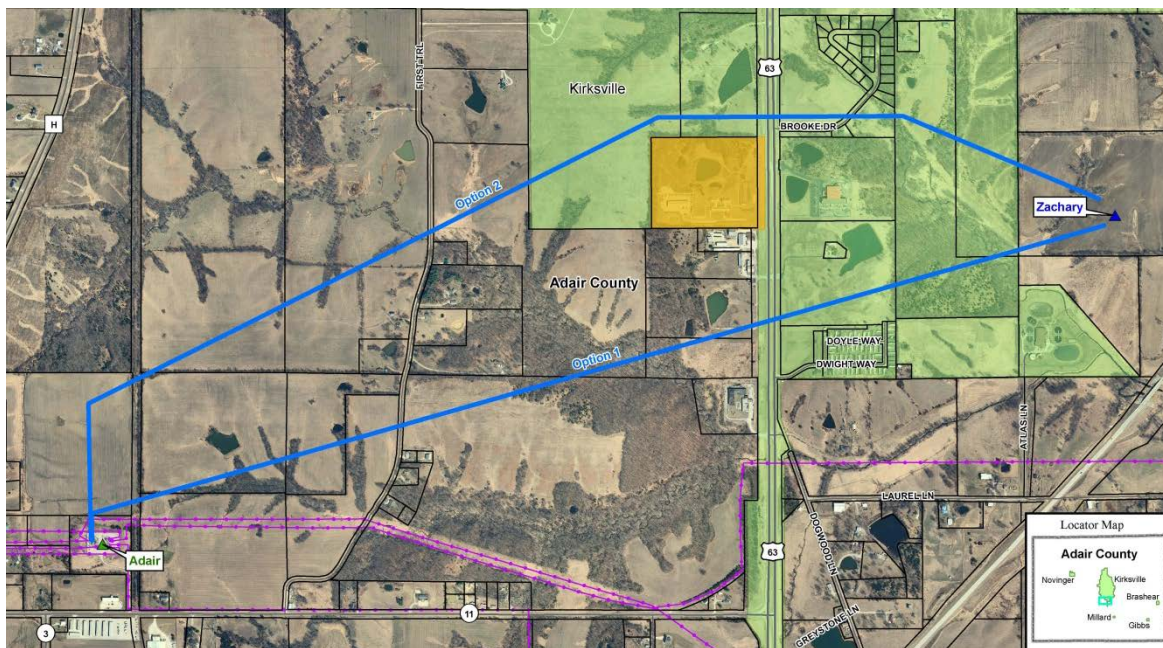 63
FIRST TRL
Kirksville
H
BROOKE DR
Option 2
Zachary
Adair County
DOYLE WAY
Option 1
DWIGHT WAY
ATLAS LN
LAUREL LN
DOGWOOD LN
63
Adair
11
3
GREYSTONE LN
Locator Map
Adair County
Novinger
Kirksville
Brashear
Millard
Gibbs